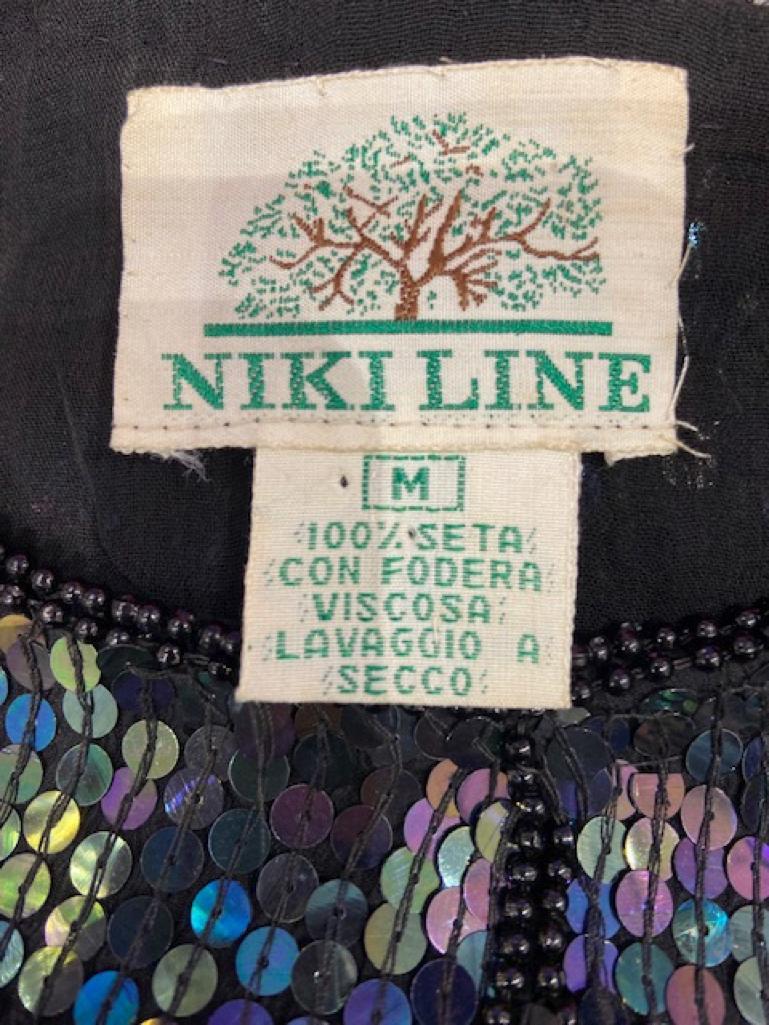 NIKI LINE
M
100% SETA
CON FODERA
VISCOSA
LAVAGGIO A
SECCO